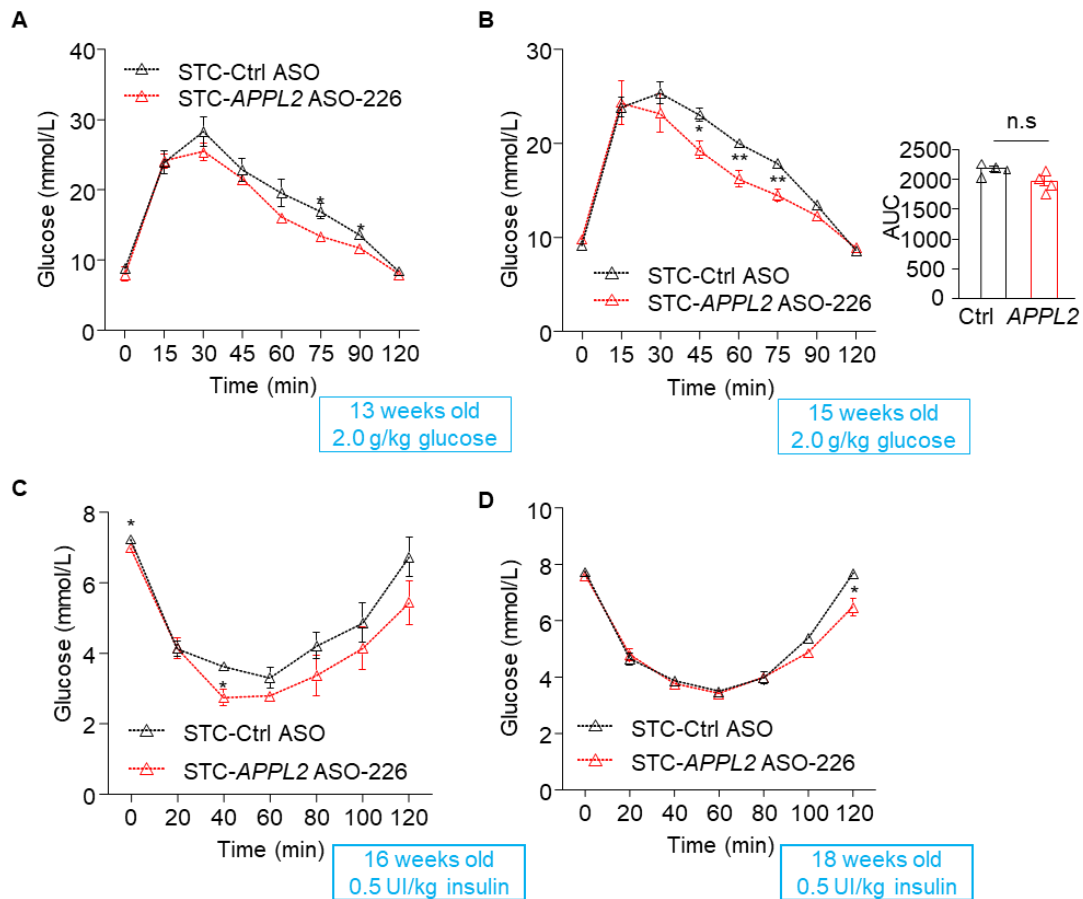 A
Glucose (mmol/L)
40
30
20
10
0
STC-Ctrl ASO
STC-APPL2 ASO-226
*
*
0 15 30 45 60 75 90 120
Time (min)
13 weeks old
2.0 g/kg glucose
B
Glucose (mmol/L)
30
20
10
0
*
**
**
STC-Ctrl ASO
STC-APPL2 ASO-226
0 15 30 45 60 75 90 120
Time (min)
15 weeks old
2.0 g/kg glucose
n.s
AUC
2500
2000
1500
1000
500
0
Ctrl APPL2
C
Glucose (mmol/L)
8
6
4
2
0
*
*
STC-Ctrl ASO
STC-APPL2 ASO-226
0 20 40 60 80 100 120
Time (min)
16 weeks old
0.5 UI/kg insulin
D
Glucose (mmol/L)
10
8
6
4
2
0
*
STC-Ctrl ASO
STC-APPL2 ASO-226
0 20 40 60 80 100 120
Time (min)
18 weeks old
0.5 UI/kg insulin